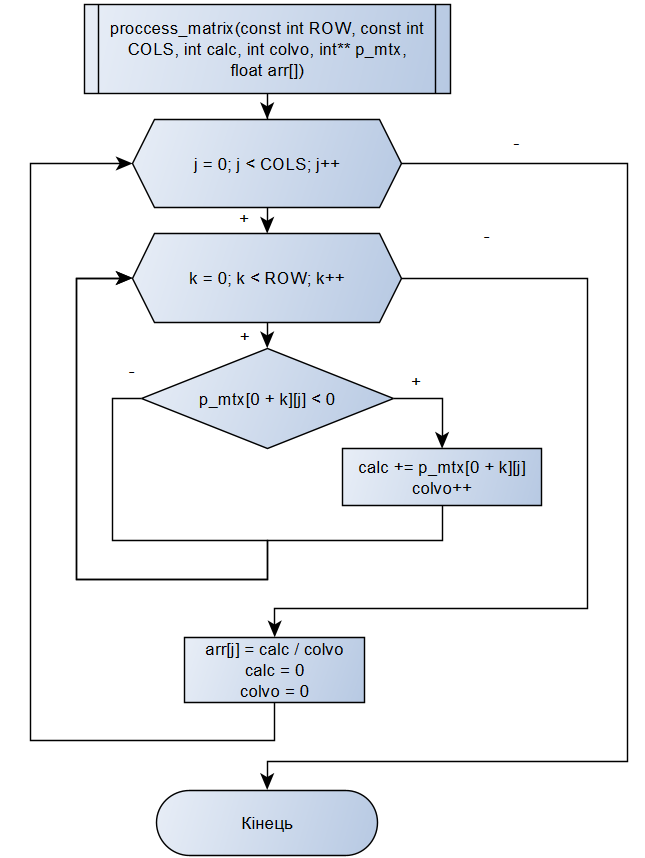 proccess_matrix(const int ROW, const int
COLS, int calc, int colvo, int** p_mtx,
float arr[])
j = 0; j < COLS; j++
-
+
k = 0; k < ROW; k++
-
+
-
p_mtx[0 + k][j] < 0
+
calc += p_mtx[0 + k][j]
colvo++
arr[j] = calc / colvo
calc = 0
colvo = 0
Кінець